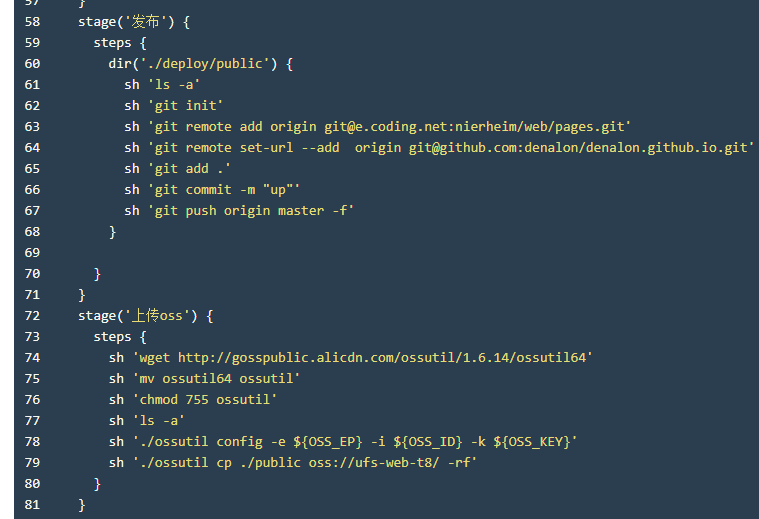 57     }
58     stage('发布') {
59       steps {
60         dir('./deploy/public') {
61           sh 'ls -a'
62           sh 'git init'
63           sh 'git remote add origin git@e.coding.net:nierheim/web/pages.git'
64           sh 'git remote set-url --add  origin git@github.com:denalon/denalon.github.io.git'
65           sh 'git add .'
66           sh 'git commit -m "up"'
67           sh 'git push origin master -f'
68         }
69
70       }
71     }
72     stage('上传oss') {
73       steps {
74         sh 'wget http://gosspublic.alicdn.com/ossutil/1.6.14/ossutil64'
75         sh 'mv ossutil64 ossutil'
76         sh 'chmod 755 ossutil'
77         sh 'ls -a'
78         sh './ossutil config -e ${OSS_EP} -i ${OSS_ID} -k ${OSS_KEY}'
79         sh './ossutil cp ./public oss://ufs-web-t8/ -rf'
80       }
81     }